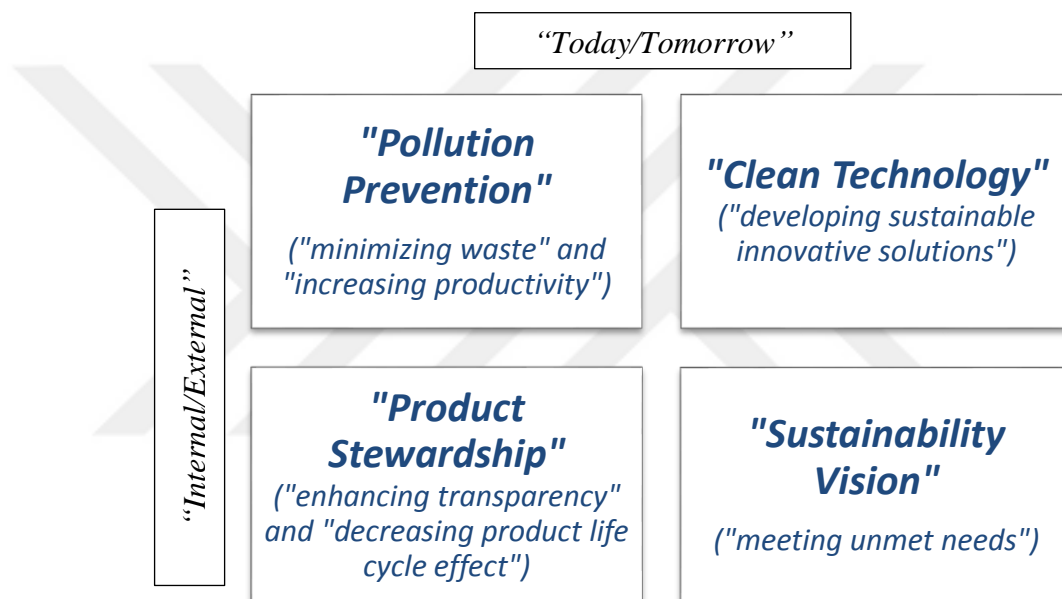 “Today/Tomorrow”
"Pollution
Prevention"
("minimizing waste" and
"increasing productivity")
"Clean Technology"
("developing sustainable
innovative solutions")
“Internal/External”
"Product
Stewardship"
("enhancing transparency"
and "decreasing product life
cycle effect")
"Sustainability
Vision"
("meeting unmet needs")